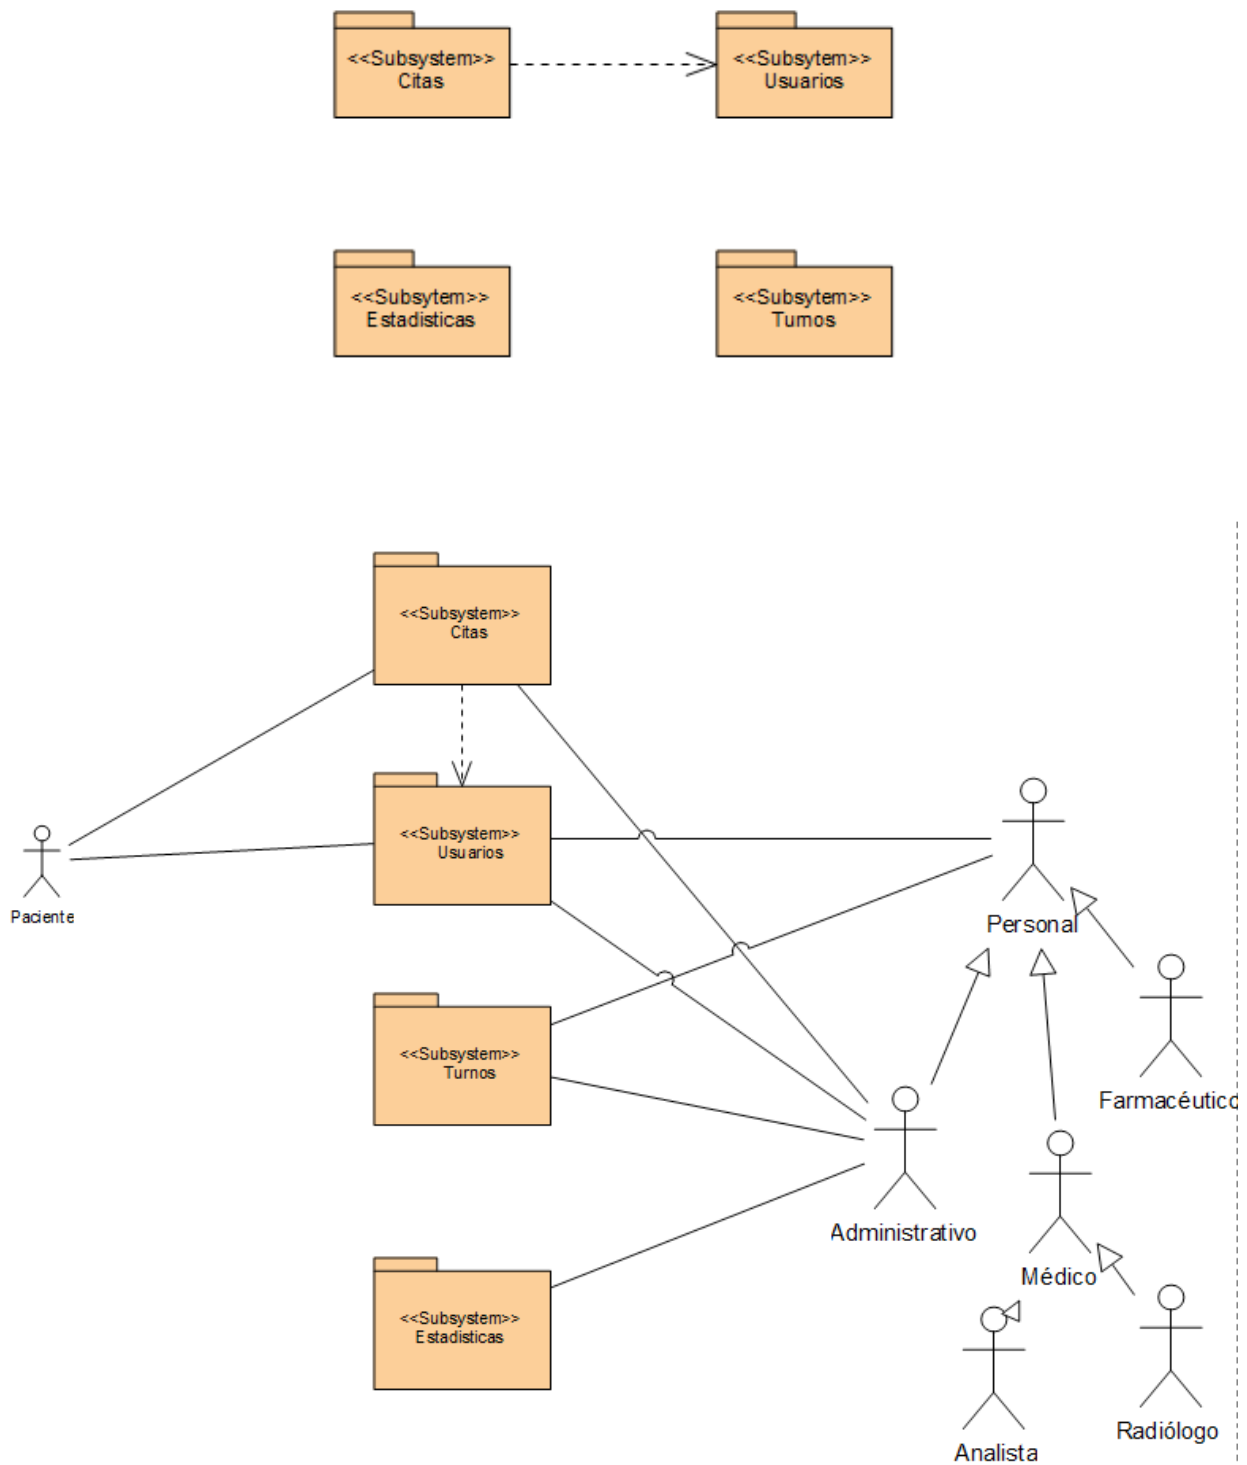 <<Subsystem>>
Citas
<<Subsytem>>
Usuarios
<<Subsytem>>
Estadisticas
<<Subsytem>>
Turnos
<<Subsystem>>
Citas
<<Subsystem>>
Usuarios
Paciente
Personal
<<Subsystem>>
Turnos
Farmacéutico
Administrativo
Médico
<<Subsystem>>
Estadisticas
Radiólogo
Analista